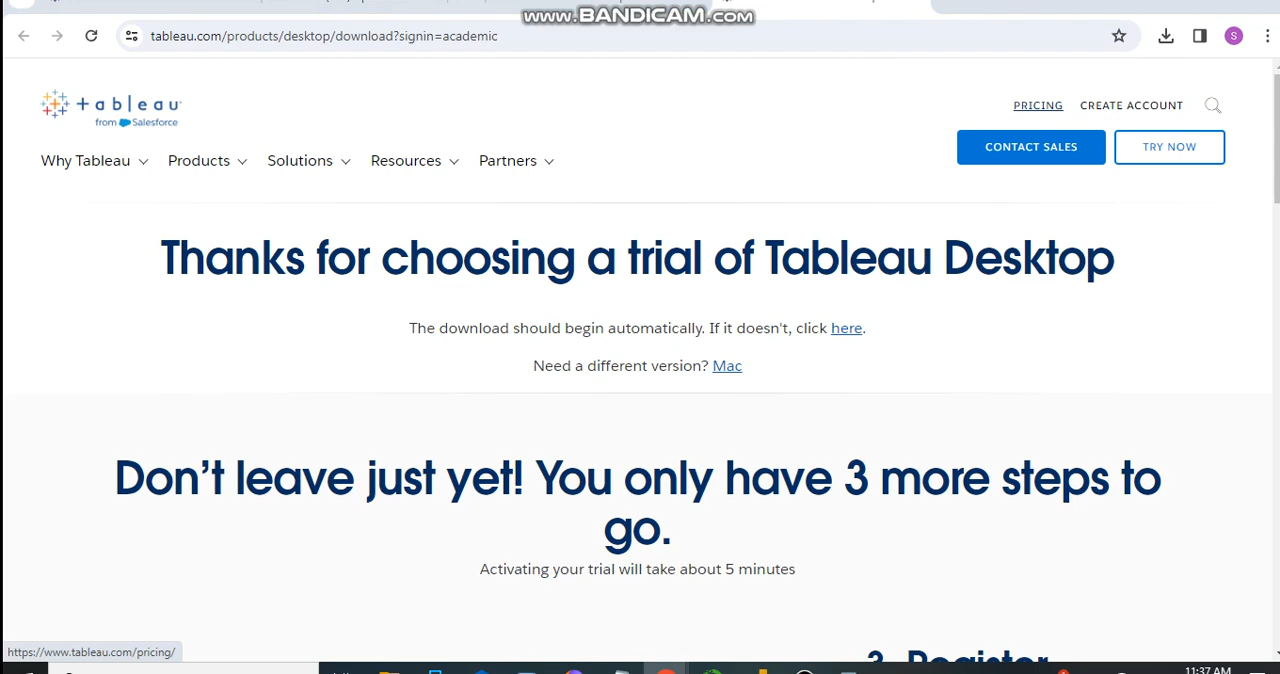 www.BANDICAM.com
tableau.com/products/desktop/download?signin=academic
S
+ a b l e a u
from Salesforce
PRICING CREATE ACCOUNT
Why Tableau Products Solutions Resources Partners
CONTACT SALES TRY NOW
Thanks for choosing a trial of Tableau Desktop
The download should begin automatically. If it doesn't, click here.
Need a different version? Mac
Don't leave just yet! You only have 3 more steps to
go.
Activating your trial will take about 5 minutes
https://www.tableau.com/pricing/
3. Register
11:37 AM